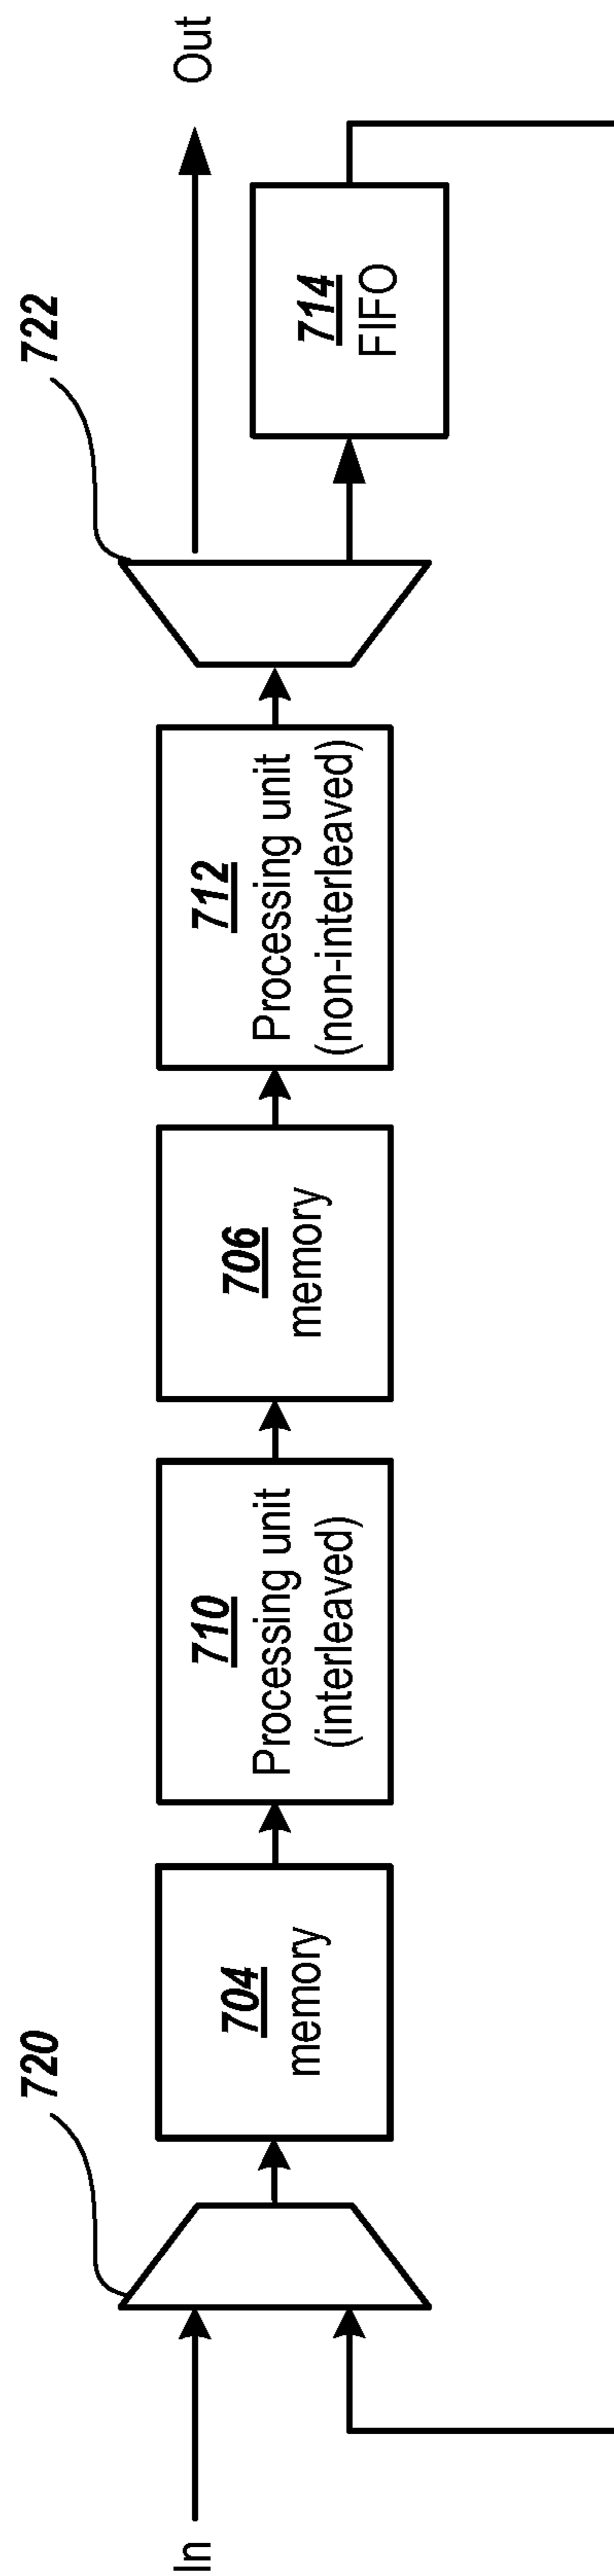 720
722
In
704
memory
710
Processing unit
(interleaved)
706
memory
712
Processing unit
(non-interleaved)
Out
714
FIFO